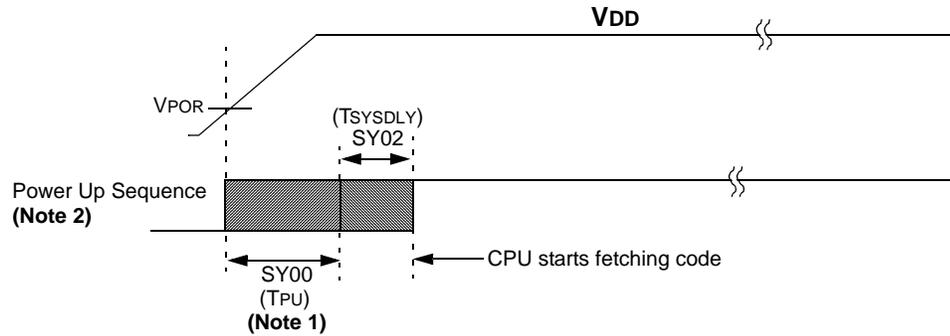 VDD
VPOR
(TSYSDLY)
SY02
Power Up Sequence
(Note 2)
CPU starts fetching code
SY00
(TPU)
(Note 1)